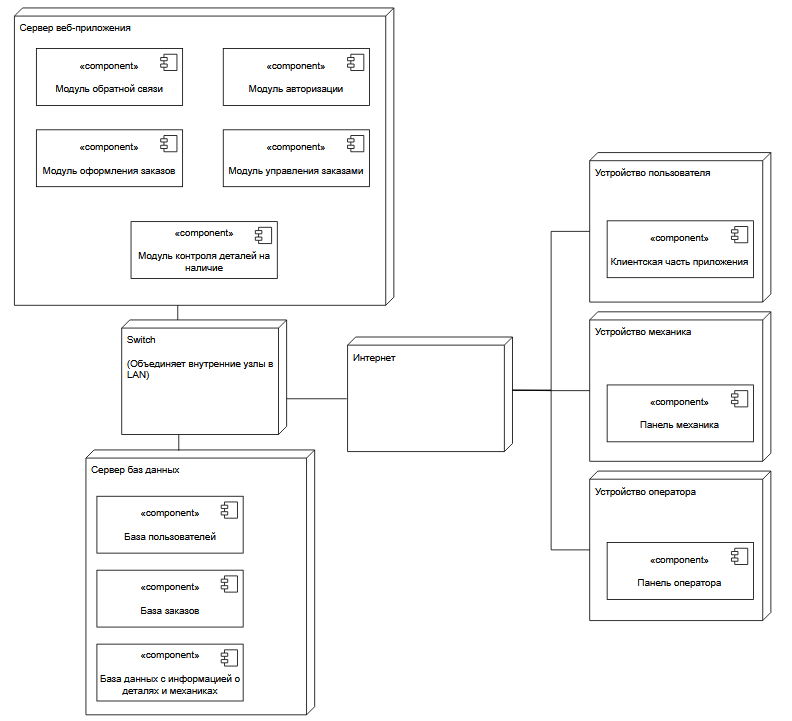 Сервер веб-приложения
«component»
Модуль обратной связи
«component»
Модуль авторизации
«component»
Модуль оформления заказов
«component»
Модуль управления заказами
«component»
Модуль контроля деталей на
наличие
Switch
(Объединяет внутренние узлы в
LAN)
Интернет
Сервер баз данных
«component»
База пользователей
«component»
База заказов
«component»
База данных с информацией о
деталях и механиках
Устройство пользователя
«component»
Клиентская часть приложения
Устройство механика
«component»
Панель механика
Устройство оператора
«component»
Панель оператора